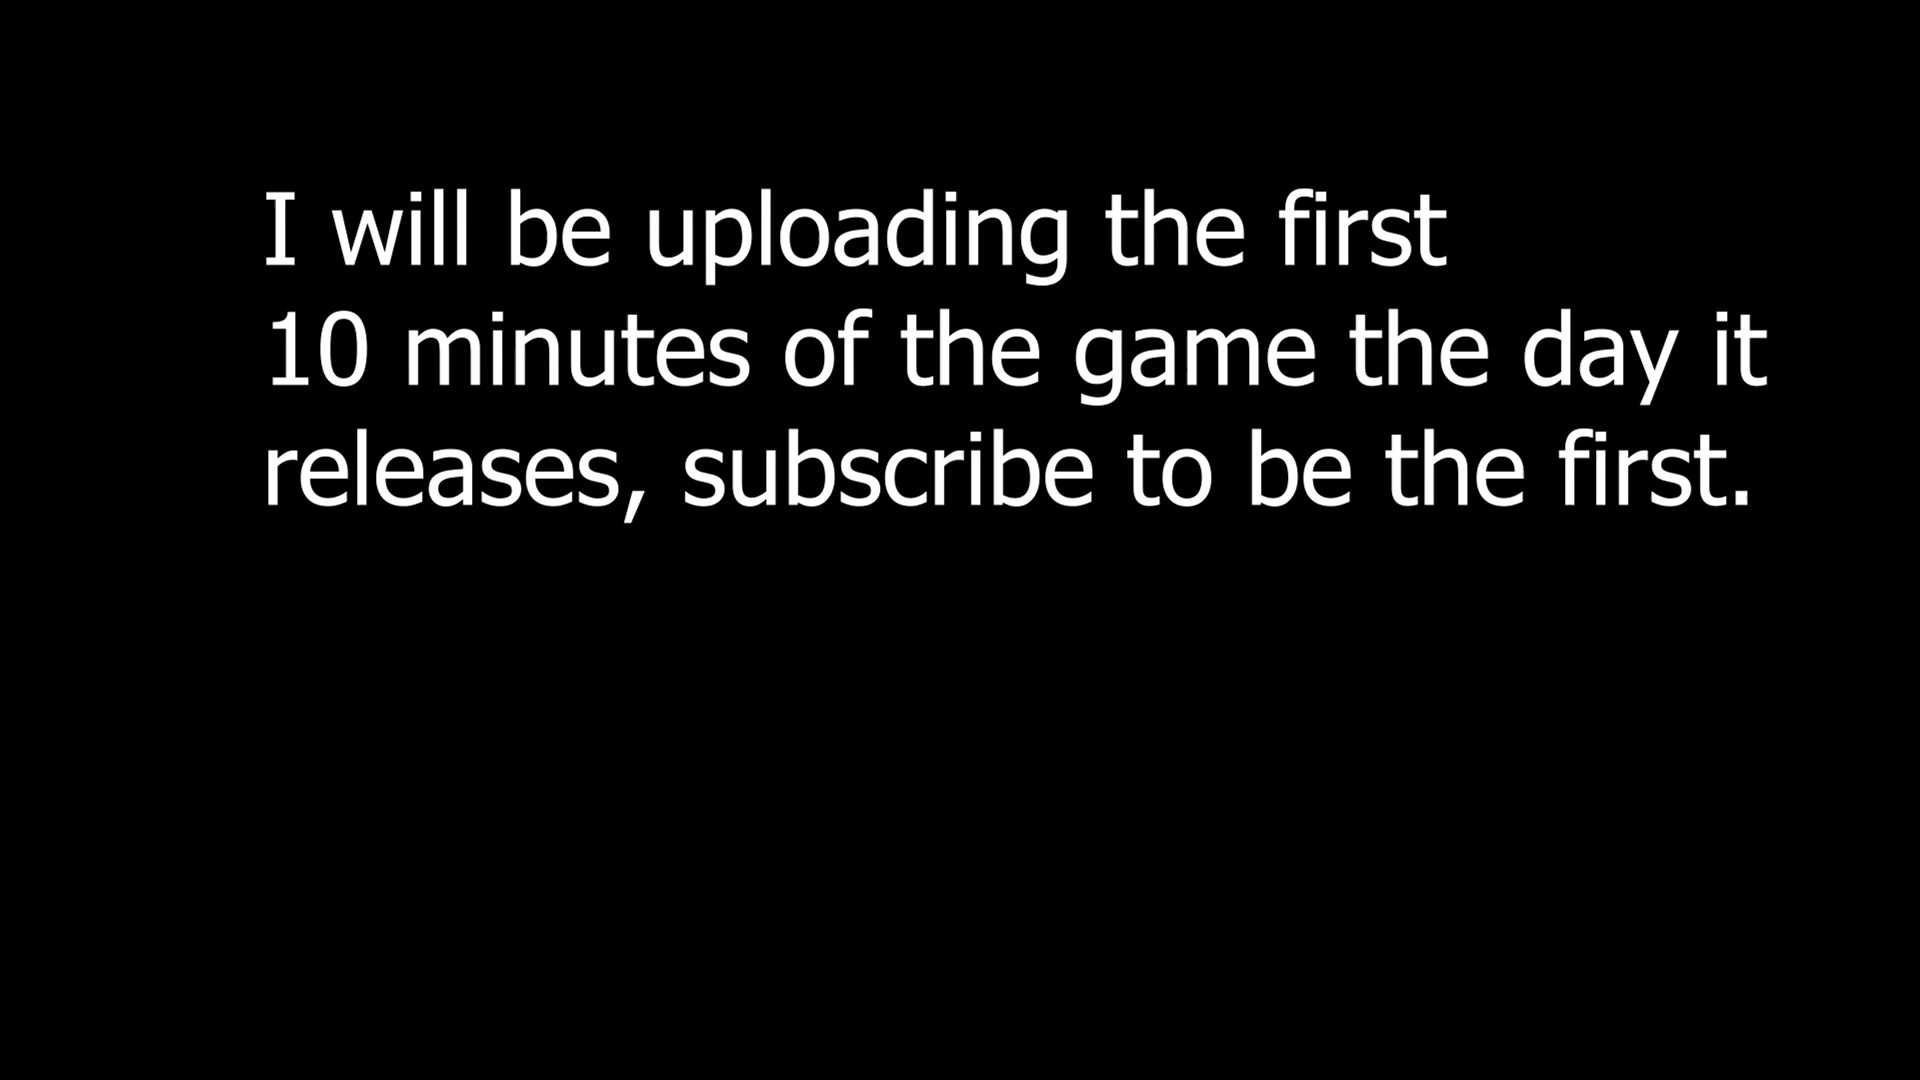 I will be uploading the first
10 minutes of the game the day it
releases, subscribe to be the first.